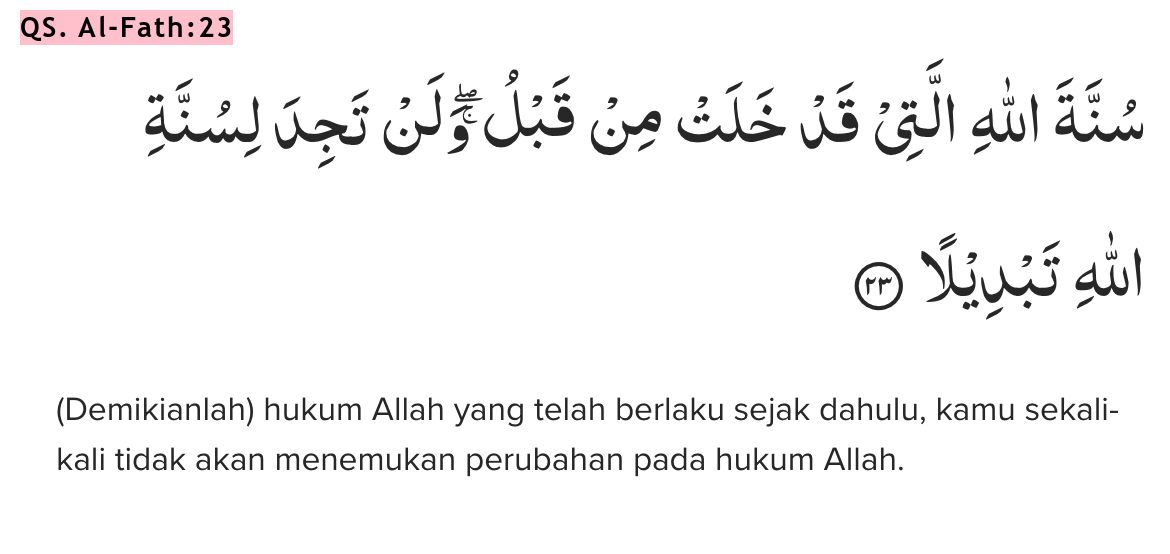 QS. Al-Fath:23
سُنَّةَ اللّٰهِ الَّتِيْ قَدْ خَلَتْ مِنْ قَبْلُ ۖوَلَنْ تَجِدَ لِسُنَّةِ
اللّٰهِ تَبْدِيْلًا ٢٣
(Demikianlah) hukum Allah yang telah berlaku sejak dahulu, kamu sekali-
kali tidak akan menemukan perubahan pada hukum Allah.